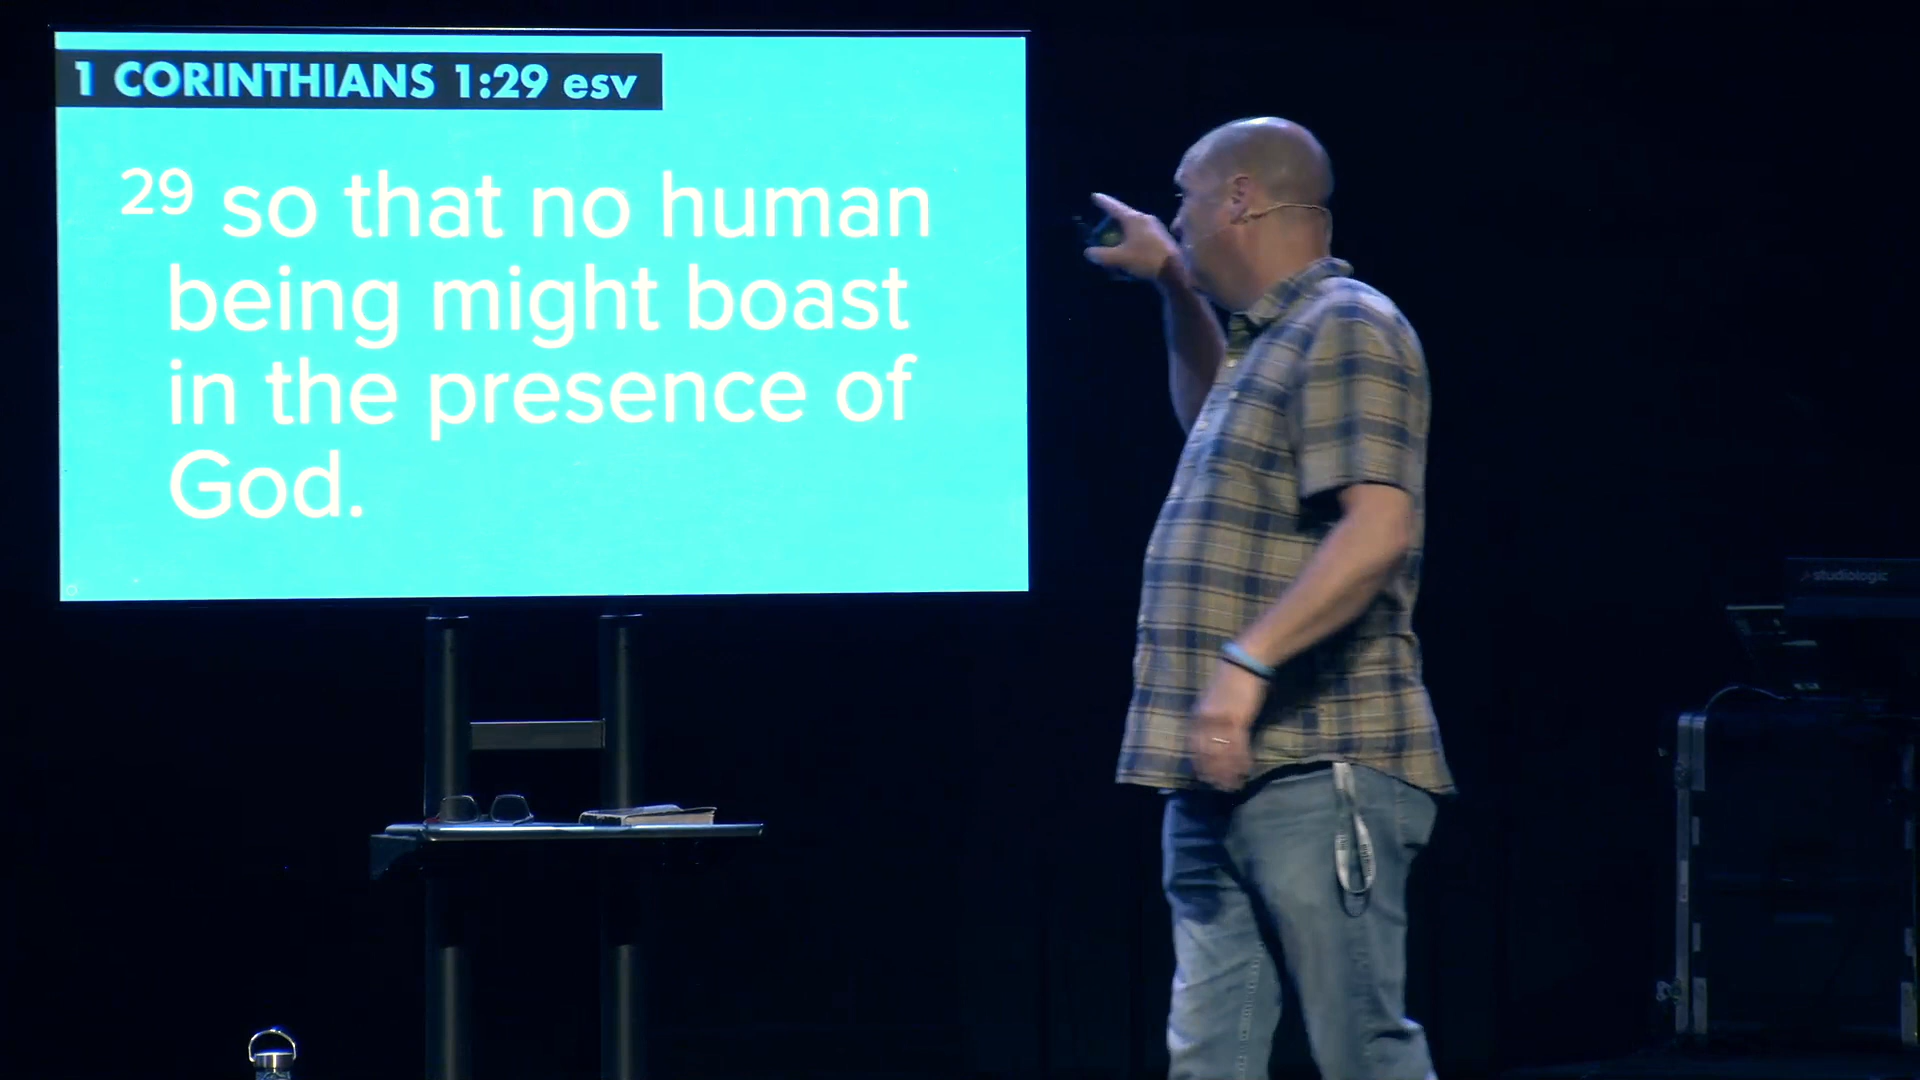 1 CORINTHIANS 1:29 esv
29 so that no human
being might boast
in the presence of
God.
studiologic